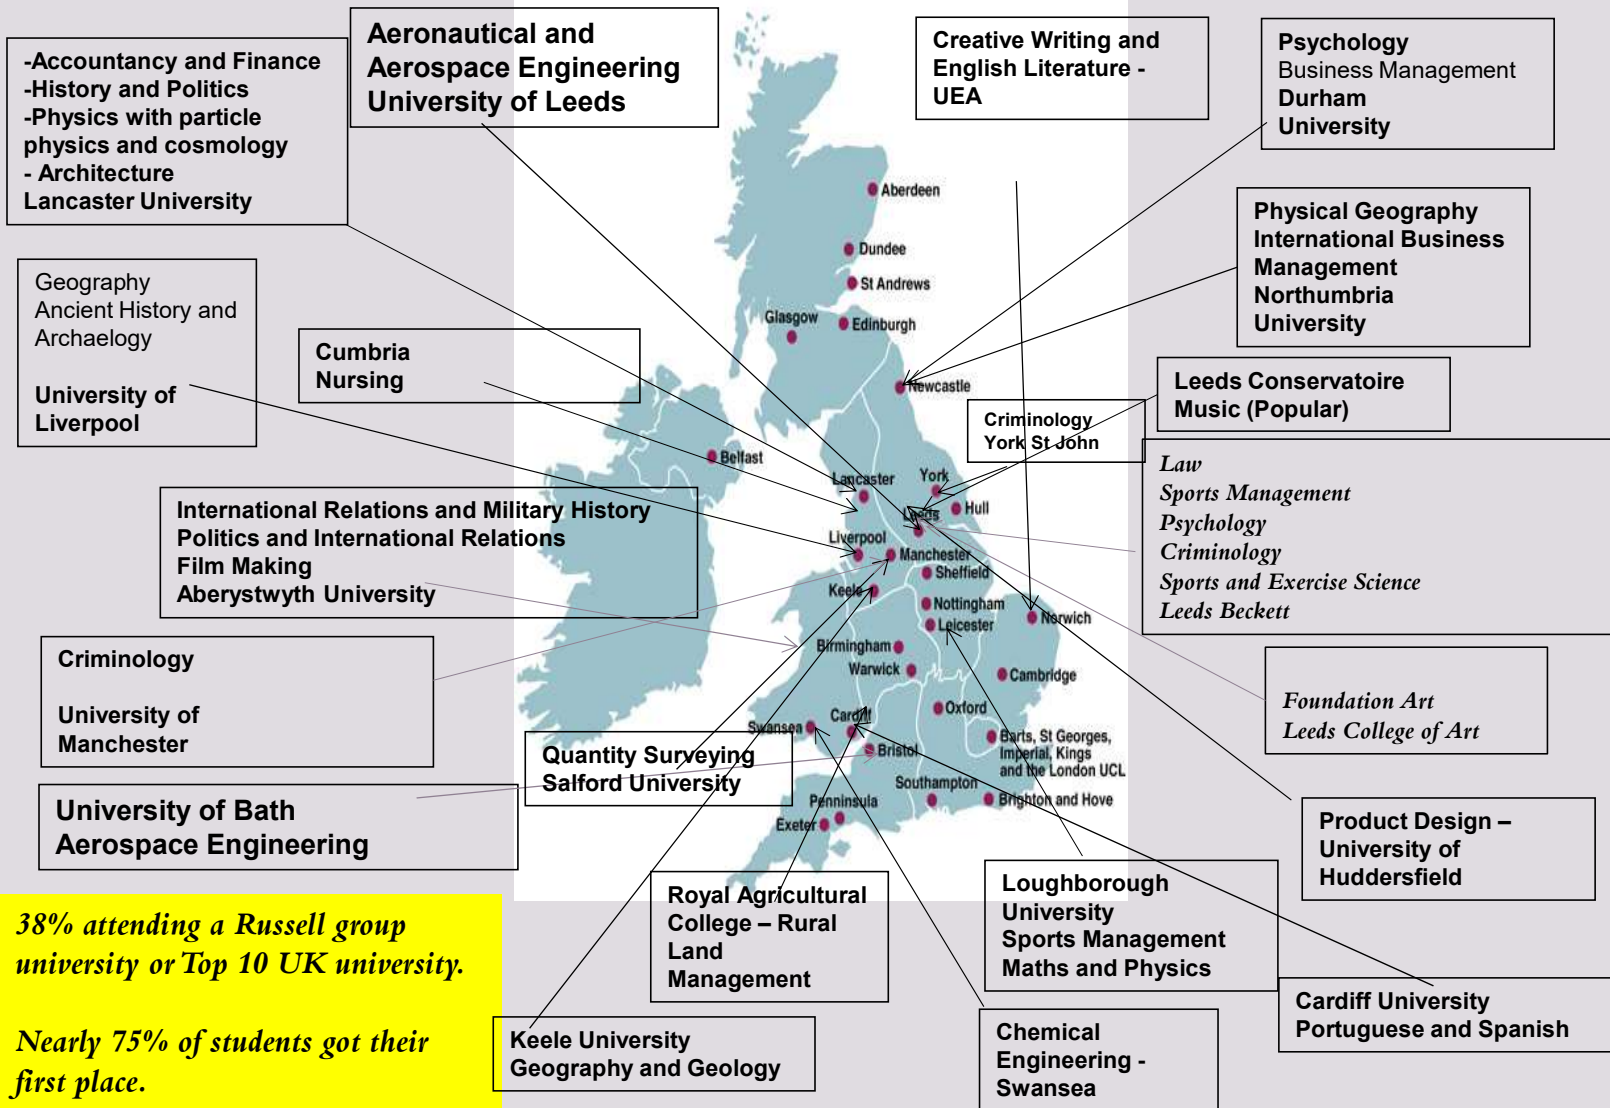 -Accountancy and Finance
-History and Politics
-Physics with particle
physics and cosmology
- Architecture
Lancaster University
Aeronautical and
Aerospace Engineering
University of Leeds
Creative Writing and
English Literature -
UEA
Psychology
Business Management
Durham
University
Physical Geography
International Business
Management
Northumbria
University
Geography
Ancient History and
Archaelogy
University of
Liverpool
Cumbria
Nursing
Leeds Conservatoire
Music (Popular)
Criminology
York St John
Law
Sports Management
Psychology
Criminology
Sports and Exercise Science
Leeds Beckett
International Relations and Military History
Politics and International Relations
Film Making
Aberystwyth University
Criminology
University of
Manchester
Foundation Art
Leeds College of Art
Quantity Surveying
Salford University
University of Bath
Aerospace Engineering
Product Design –
University of
Huddersfield
Royal Agricultural
College – Rural
Land
Management
Loughborough
University
Sports Management
Maths and Physics
Cardiff University
Portuguese and Spanish
Keele University
Geography and Geology
Chemical
Engineering -
Swansea
38% attending a Russell group
university or Top 10 UK university.
Nearly 75% of students got their
first place.
Aberdeen
Dundee
St Andrews
Glasgow
Edinburgh
Newcastle
Belfast
Lancaster
York
Leeds
Hull
Liverpool
Manchester
Sheffield
Keele
Nottingham
Leicester
Norwich
Birmingham
Warwick
Cambridge
Oxford
Swansea
Cardiff
Bristol
Barts, St Georges,
Imperial, Kings
and the London UCL
Southampton
Brighton and Hove
Penninsula
Exeter